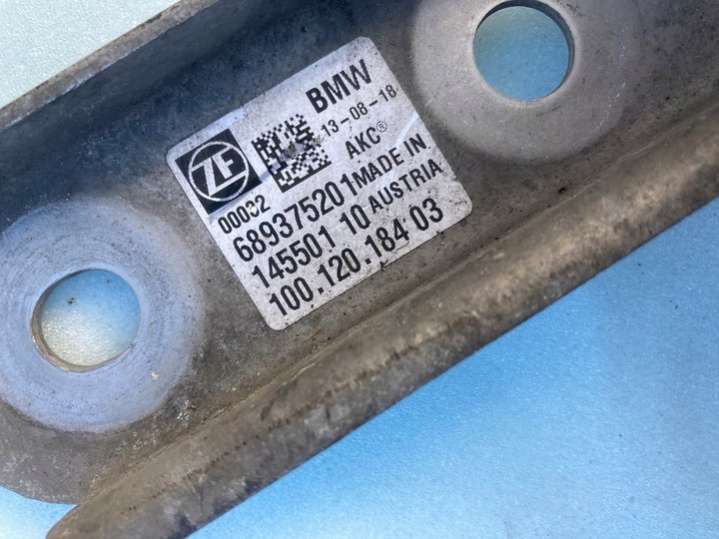 BMW
13-08-18
AKC®
ZF
00032
MADE IN
AUSTRIA
689375201
145501 10
100.120.184 03